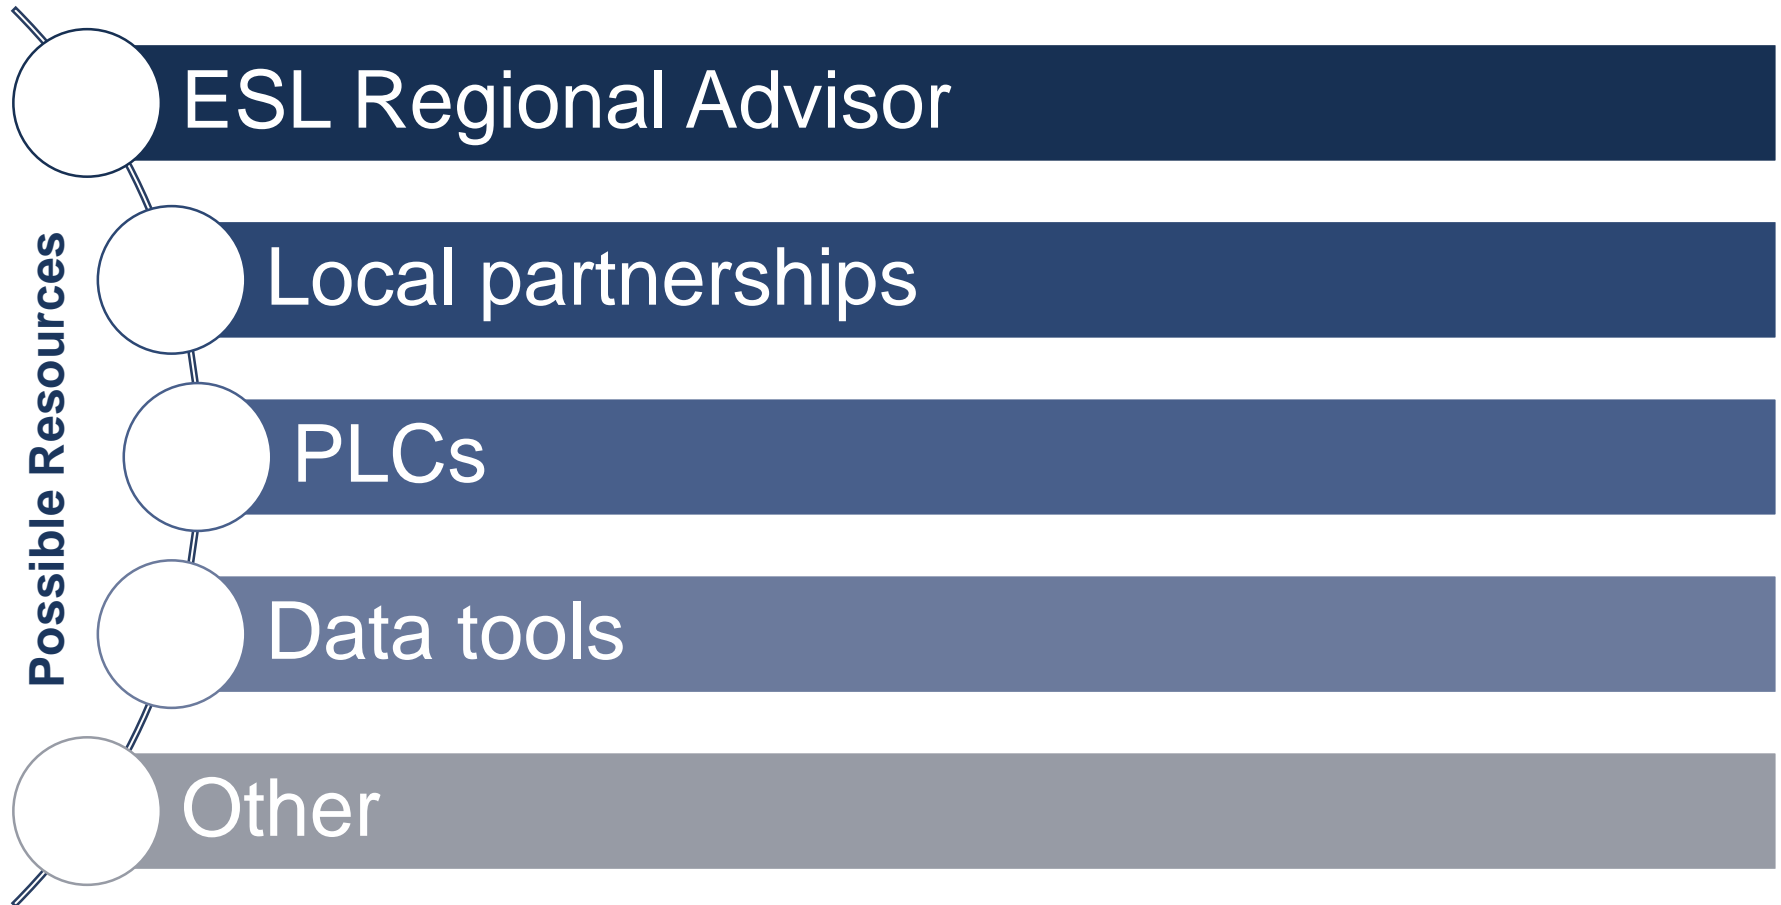 Possible Resources
ESL Regional Advisor
Local partnerships
PLCs
Data tools
Other